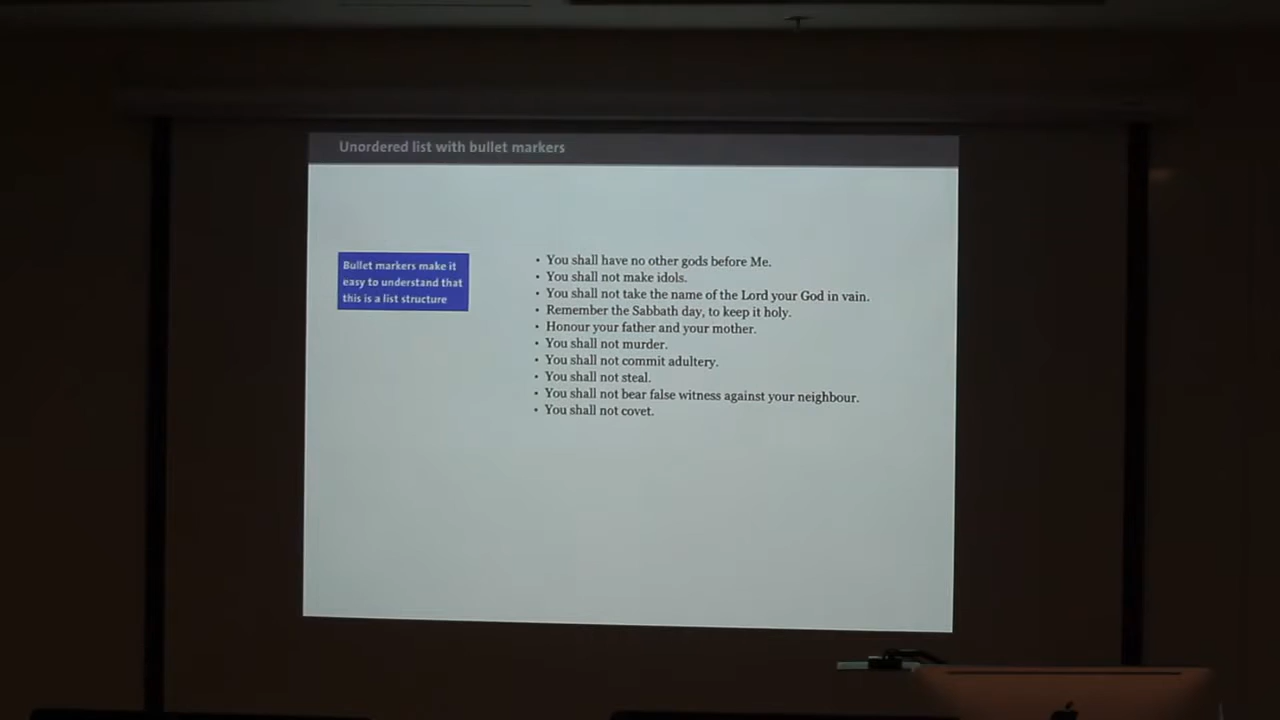 Unordered list with bullet markers
Bullet markers make it
easy to understand that
this is a list structure
• You shall have no other gods before Me.
• You shall not make idols.
• You shall not take the name of the Lord your God in vain.
• Remember the Sabbath day, to keep it holy.
• Honour your father and your mother.
• You shall not murder.
• You shall not commit adultery.
• You shall not steal.
• You shall not bear false witness against your neighbour.
• You shall not covet.